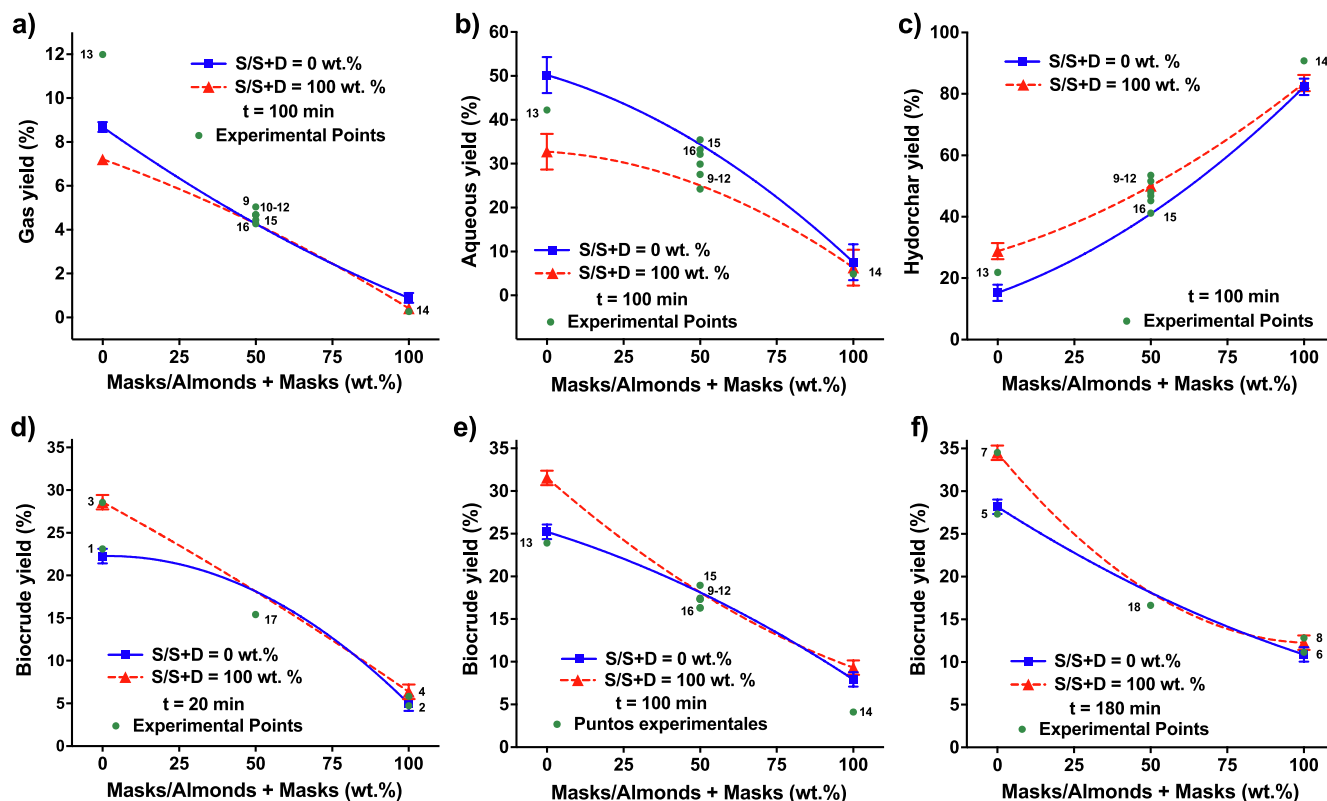 a)
Gas yield (%)
12
10
8
6
4
2
0
13
S/S+D = 0 wt.%
S/S+D = 100 wt. %
t = 100 min
Experimental Points
9
10-12
16
15
14
0
25
50
75
100
Masks/Almonds + Masks (wt.%)
b)
Aqueous yield (%)
60
50
40
30
20
10
0
13
15
16
9-12
14
S/S+D = 0 wt.%
S/S+D = 100 wt. %
t = 100 min
Experimental Points
0
25
50
75
100
Masks/Almonds + Masks (wt.%)
c)
Hydorchar yield (%)
100
80
60
40
20
0
S/S+D = 0 wt.%
S/S+D = 100 wt. %
14
9-12
16
15
13
t = 100 min
Experimental Points
0
25
50
75
100
Masks/Almonds + Masks (wt.%)
d)
Biocrude yield (%)
35
30
25
20
15
10
5
0
3
1
17
4
2
S/S+D = 0 wt.%
S/S+D = 100 wt. %
t = 20 min
Experimental Points
0
25
50
75
100
Masks/Almonds + Masks (wt.%)
e)
Biocrude yield (%)
35
30
25
20
15
10
5
0
13
15
9-12
16
14
S/S+D = 0 wt.%
S/S+D = 100 wt. %
t = 100 min
Puntos experimentales
0
25
50
75
100
Masks/Almonds + Masks (wt.%)
f)
Biocrude yield (%)
35
30
25
20
15
10
5
0
7
5
18
8
6
S/S+D = 0 wt.%
S/S+D = 100 wt. %
t = 180 min
Experimental Points
0
25
50
75
100
Masks/Almonds + Masks (wt.%)